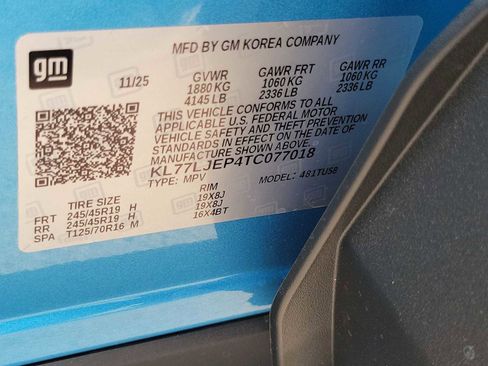 gm
MFD BY GM KOREA COMPANY
11/25 GVWR GAWR FRT GAWR RR
1880 KG 1060 KG 1060 KG
4145 LB 2336 LB 2336 LB
THIS VEHICLE CONFORMS TO ALL
APPLICABLE U.S. FEDERAL MOTOR
VEHICLE SAFETY AND THEFT PREVENTION
STANDARDS IN EFFECT ON THE DATE OF
MANUFACTURE SHOWN ABOVE.
KL77LJEP4TC077018
TYPE: MPV MODEL: 4S1TU58
TIRE SIZE RIM
FRT 245/45R19 H 19X8J
RR 245/45R19 H 19X8J
SPA T125/70R16 M 16X4BT